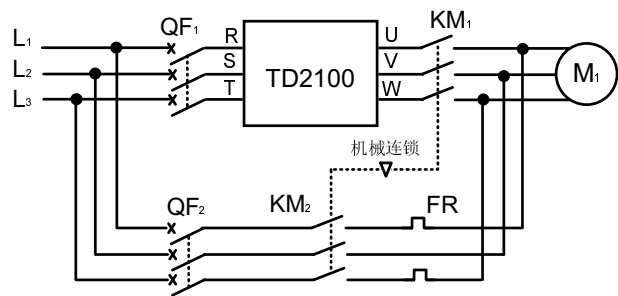 L1 QF1 R TD2100 U KM1
L2 S V M1
L3 T W
机械连锁
QF2 KM2 FR